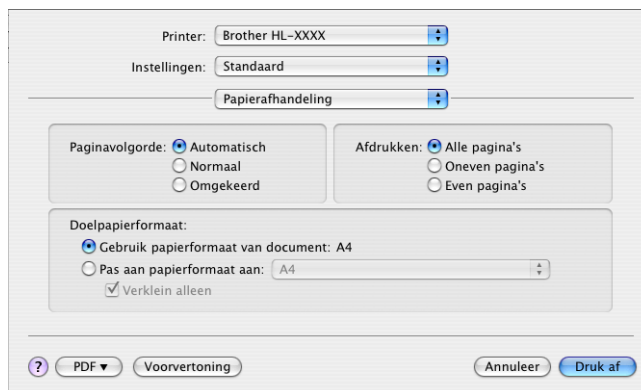 Printer: Brother HL-XXXX
Instellingen: Standaard
Papierafhandeling
Paginavolgorde: Automatisch
Normaal
Omgekeerd
Afdrukken: Alle pagina's
Oneven pagina's
Even pagina's
Doelpapierformaat:
Gebruik papierformaat van document: A4
Pas aan papierformaat aan: A4
Verklein alleen
? PDF ▼ Voorvertoning Annuleer Druk af